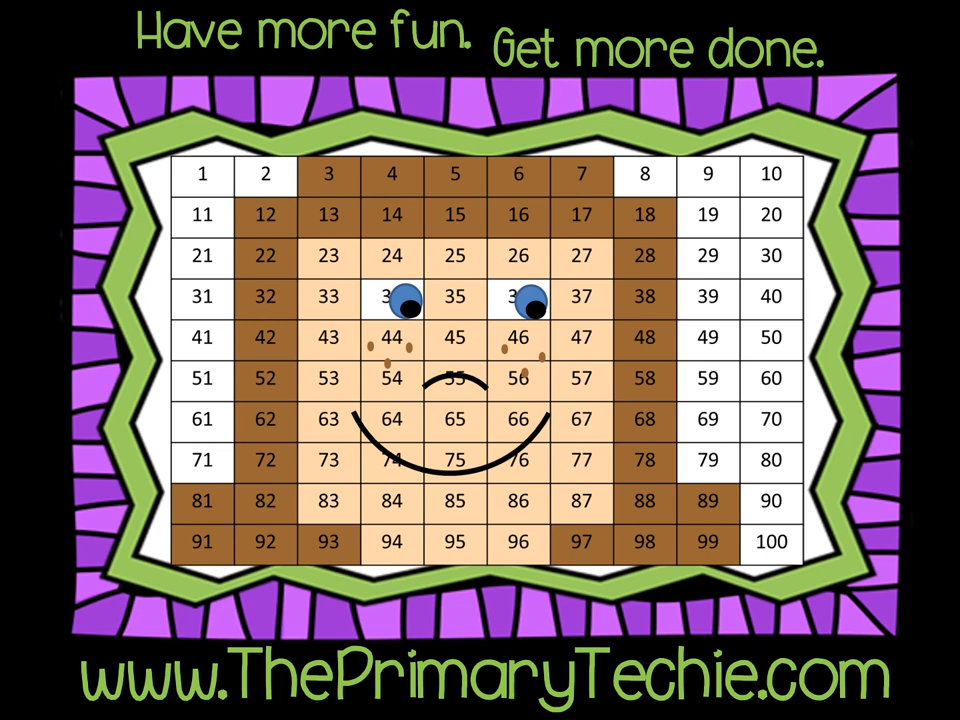 Have more fun. Get more done.
1 2 3 4 5 6 7 8 9 10
11 12 13 14 15 16 17 18 19 20
21 22 23 24 25 26 27 28 29 30
31 32 33 3 35 3 37 38 39 40
41 42 43 44 45 46 47 48 49 50
51 52 53 54 55 56 57 58 59 60
61 62 63 64 65 66 67 68 69 70
71 72 73 74 75 76 77 78 79 80
81 82 83 84 85 86 87 88 89 90
91 92 93 94 95 96 97 98 99 100
www.ThePrimaryTechie.com